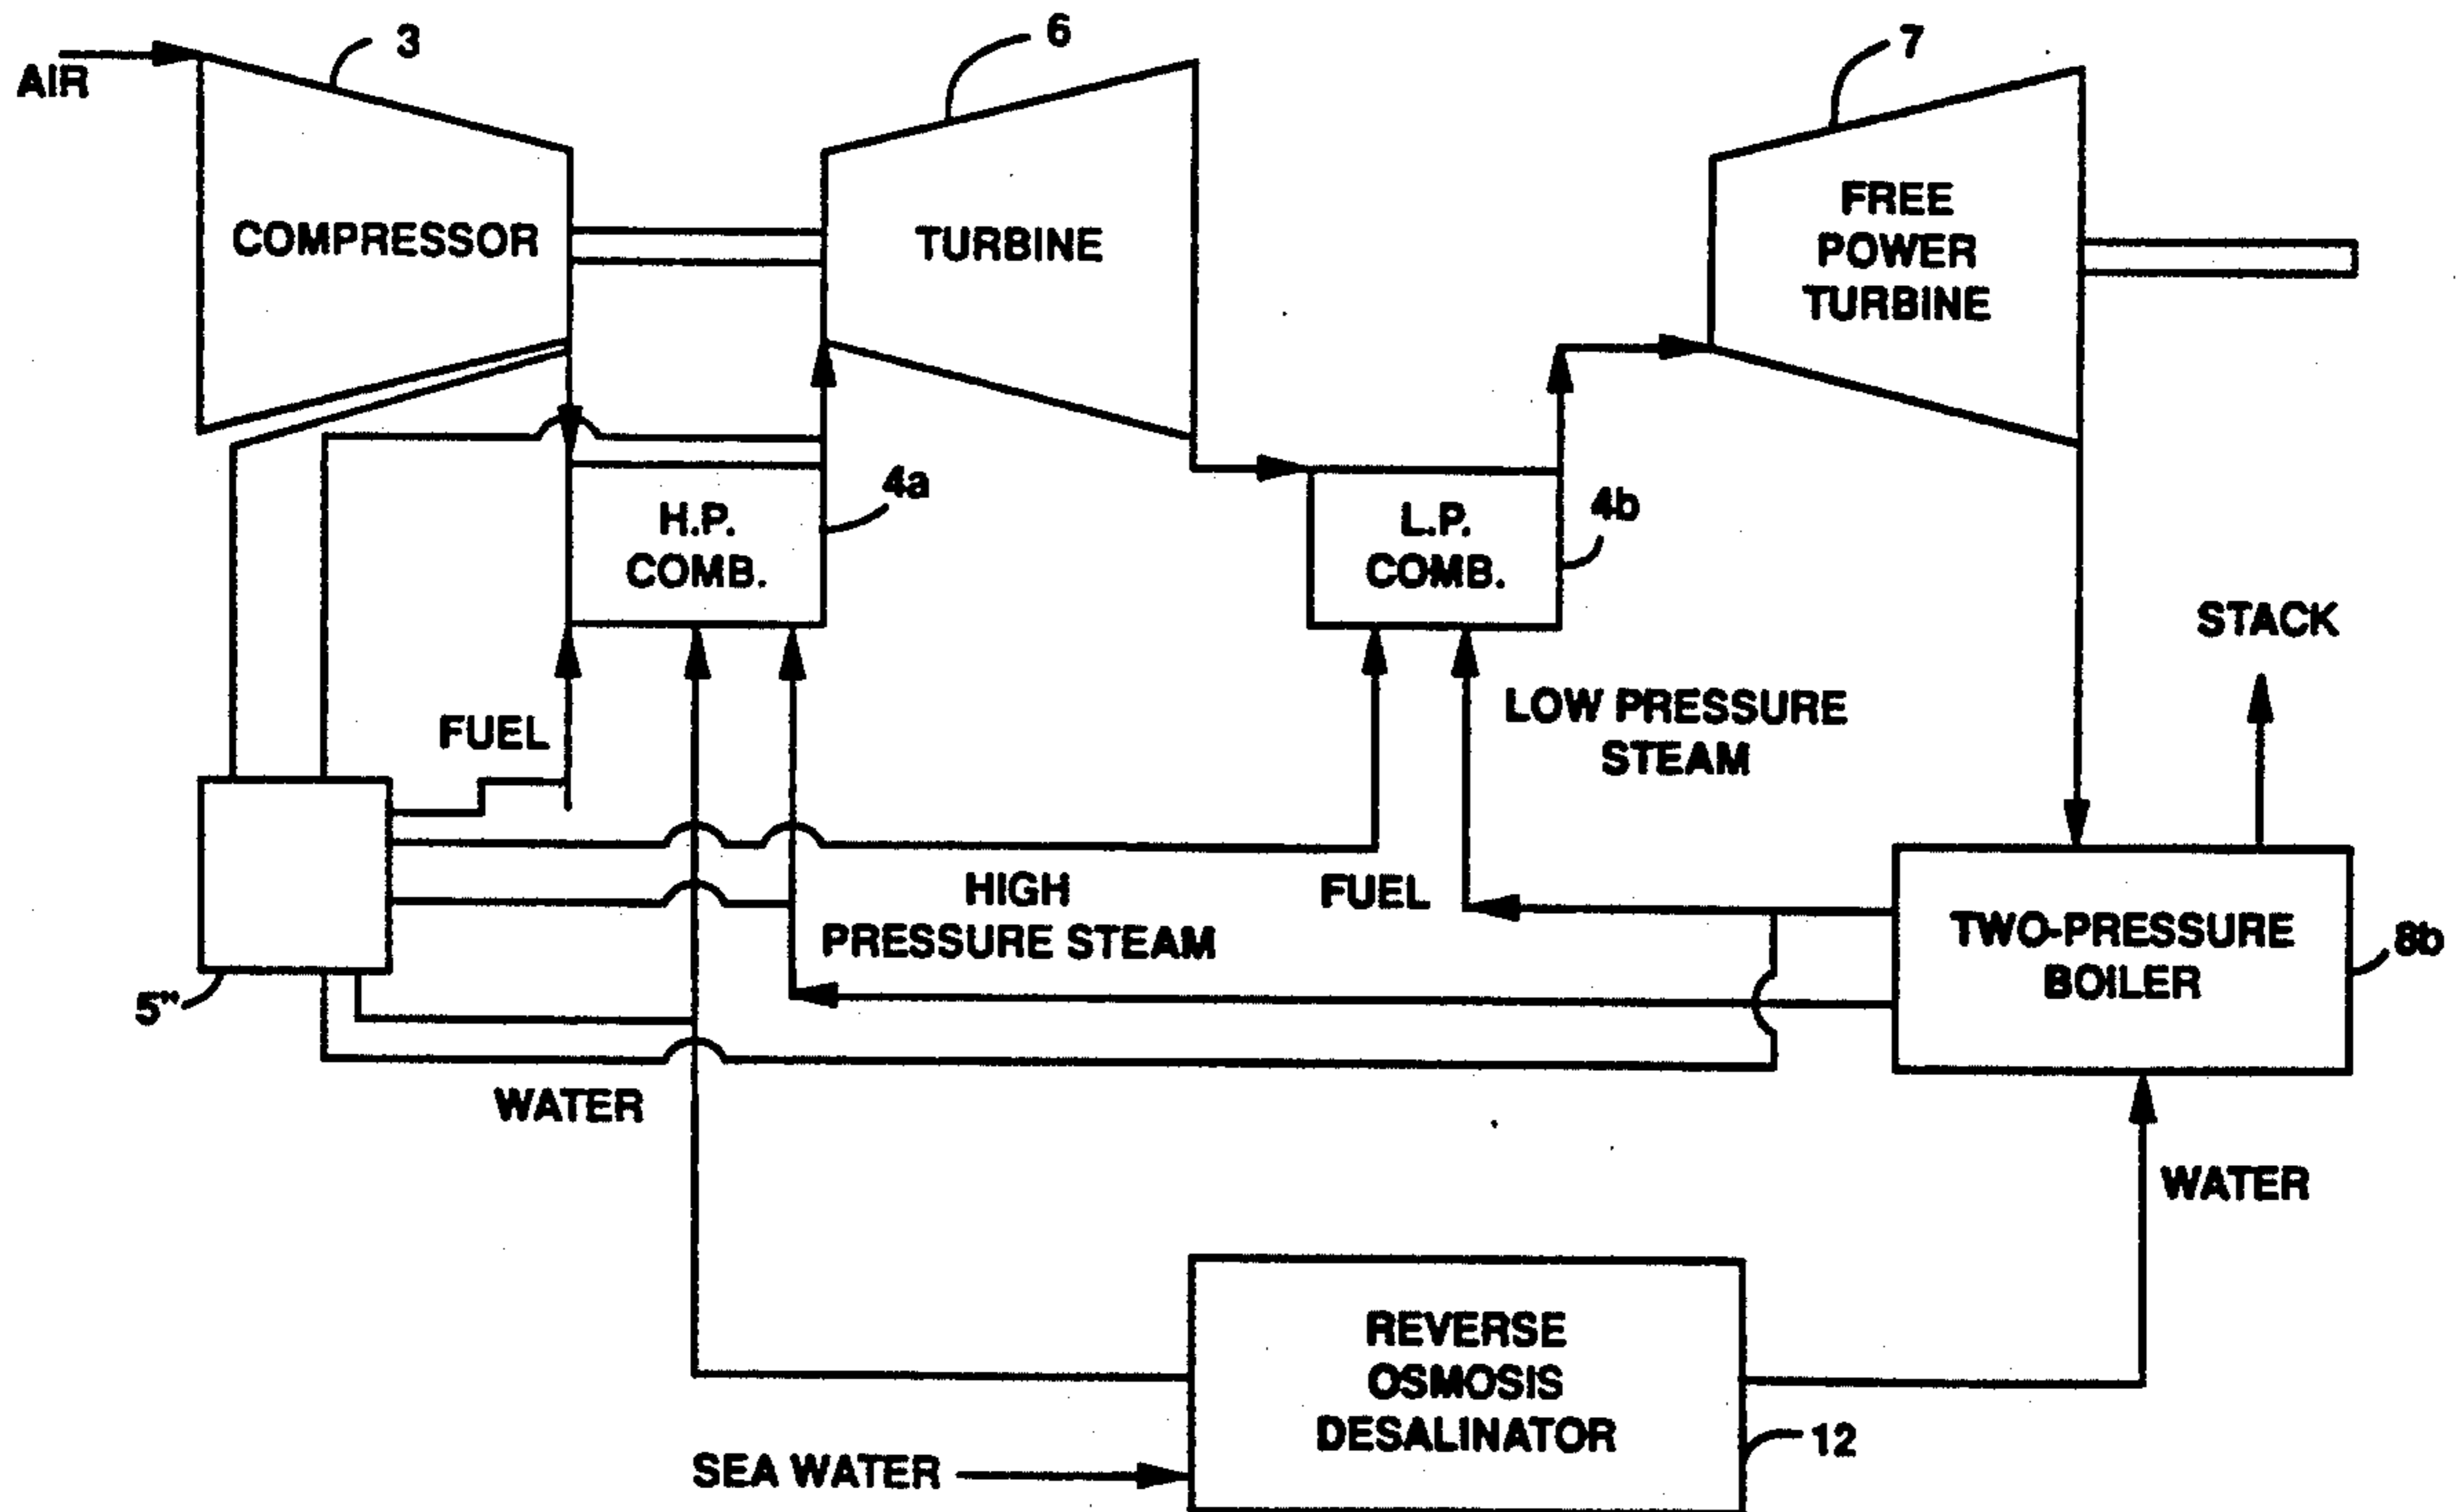 3
6
7
AIR
COMPRESSOR
TURBINE
FREE
POWER
TURBINE
4a
H.P.
COMB.
4b
L.P.
COMB.
STACK
FUEL
LOW PRESSURE
STEAM
HIGH
PRESSURE STEAM
FUEL
TWO-PRESSURE
BOILER
8b
5"
WATER
WATER
REVERSE
OSMOSIS
DESALINATOR
12
SEA WATER